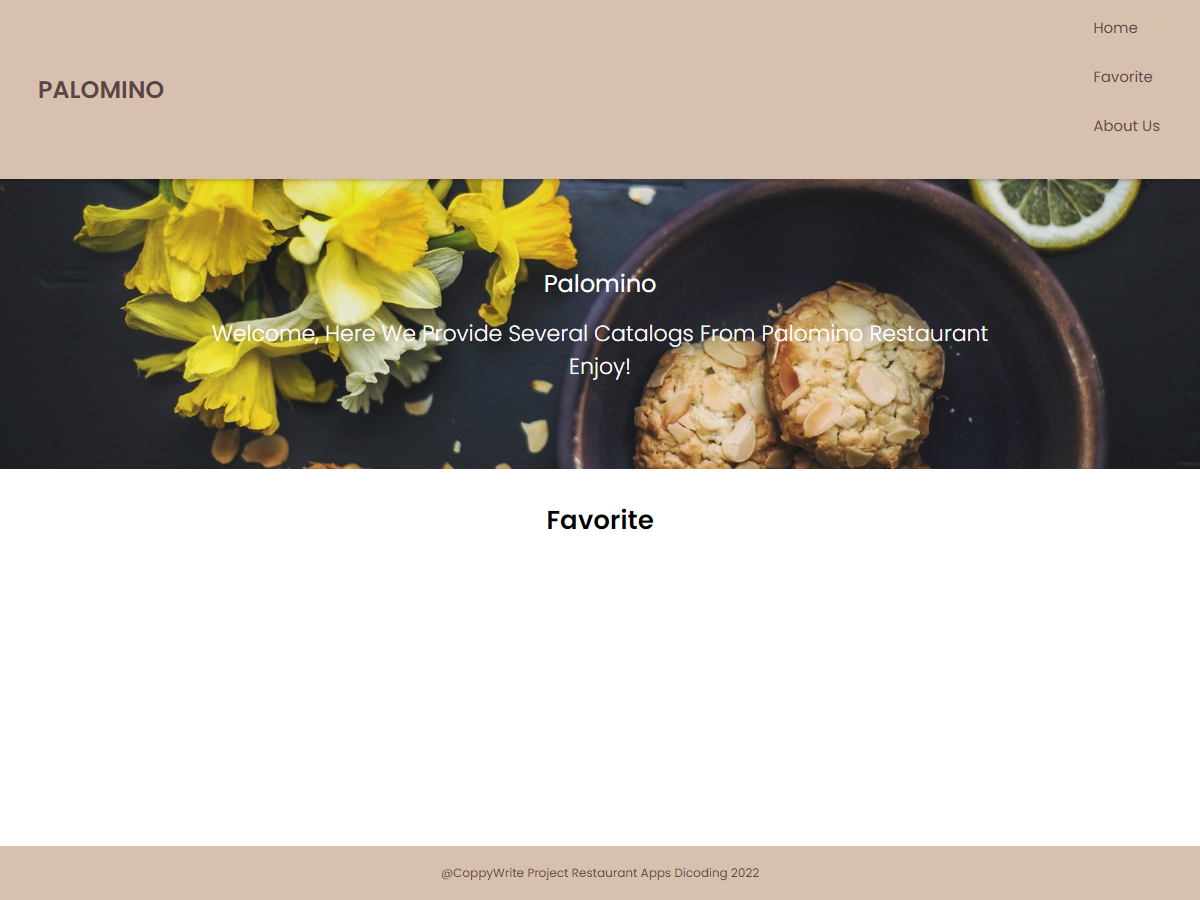 PALOMINO
Home
Favorite
About Us
Palomino
Welcome, Here We Provide Several Catalogs From Palomino Restaurant
Enjoy!
Favorite
@CoppyWrite Project Restaurant Apps Dicoding 2022